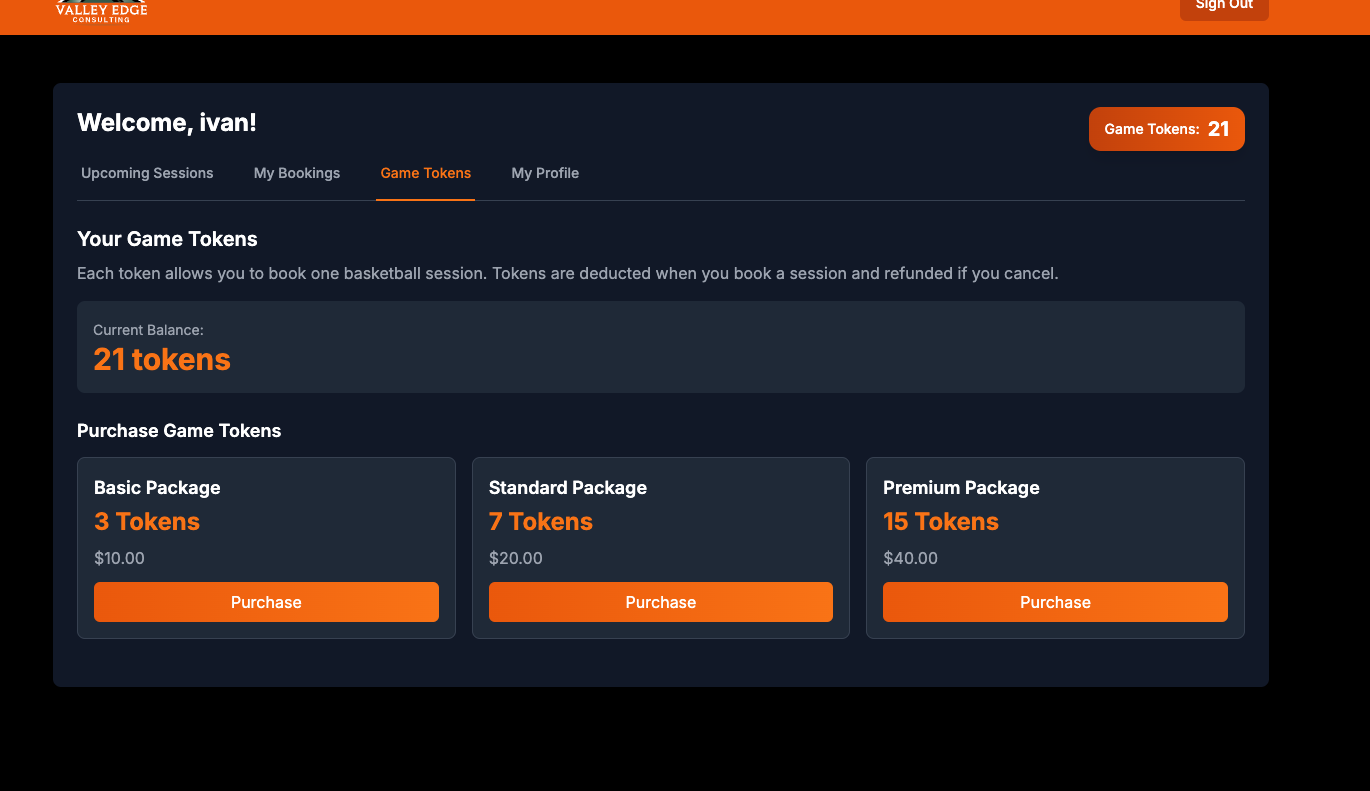 VALLEY EDGE
CONSULTING
Sign Out
Welcome, ivan!
Game Tokens: 21
Upcoming Sessions
My Bookings
Game Tokens
My Profile
Your Game Tokens
Each token allows you to book one basketball session. Tokens are deducted when you book a session and refunded if you cancel.
Current Balance:
21 tokens
Purchase Game Tokens
Basic Package
3 Tokens
$10.00
Purchase
Standard Package
7 Tokens
$20.00
Purchase
Premium Package
15 Tokens
$40.00
Purchase